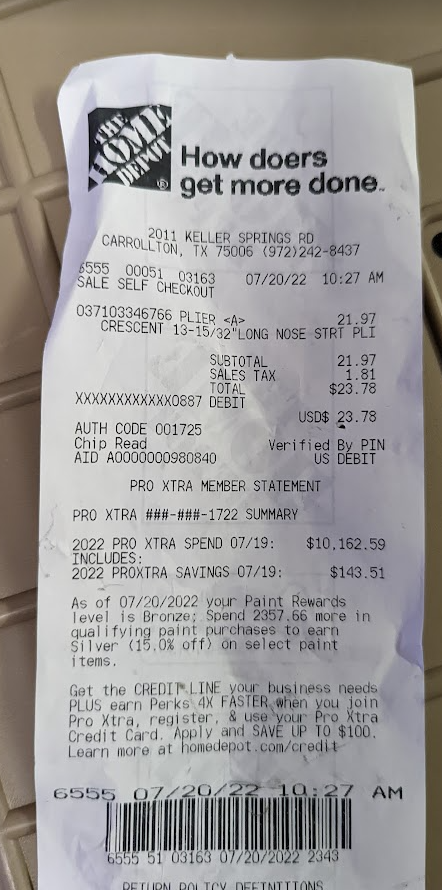 THE
HOME
DEPOT
How doers
get more done.
2011 KELLER SPRINGS RD
CARROLLTON, TX 75006 (972)242-8437
6555 00051 03163 07/20/22 10:27 AM
SALE SELF CHECKOUT
037103346766 PLIER <A> 21.97
CRESCENT 13-15/32"LONG NOSE STRT PLI
SUBTOTAL 21.97
SALES TAX 1.81
TOTAL $23.78
XXXXXXXXXXXX0887 DEBIT
USD$ 23.78
AUTH CODE 001725
Chip Read Verified By PIN
AID A0000000980840 US DEBIT
PRO XTRA MEMBER STATEMENT
PRO XTRA ###-###-1722 SUMMARY
2022 PRO XTRA SPEND 07/19: $10,162.59
INCLUDES:
2022 PROXTRA SAVINGS 07/19: $143.51
As of 07/20/2022 your Paint Rewards
level is Bronze; Spend 2357.66 more in
qualifying paint purchases to earn
Silver (15.0% off) on select paint
items.
Get the CREDIT LINE your business needs
PLUS earn Perks 4X FASTER when you join
Pro Xtra, register, & use your Pro Xtra
Credit Card. Apply and SAVE UP TO $100.
Learn more at homedepot.com/credit
6555 07/20/22 10:27 AM
6555 51 03163 07/20/2022 2343
RETURN POLICY DEFINITIONS